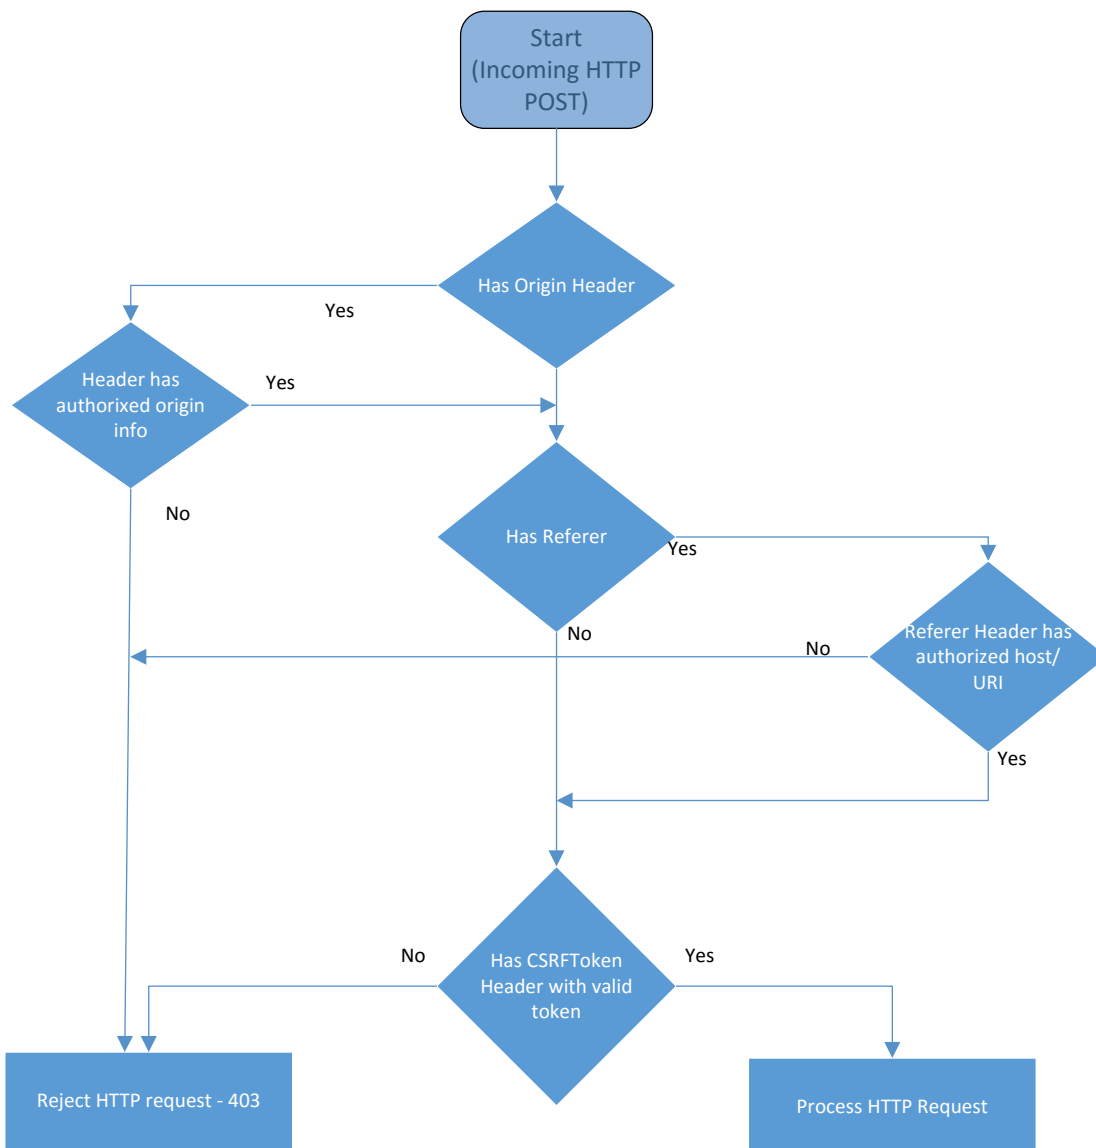 Start
(Incoming HTTP
POST)
Has Origin Header
Yes
Header has
authorixed origin
info
Yes
No
Has Referer
Yes
No
Referer Header has
authorized host/
URI
No
Yes
Has CSRFToken
Header with valid
token
No
Yes
Reject HTTP request - 403
Process HTTP Request